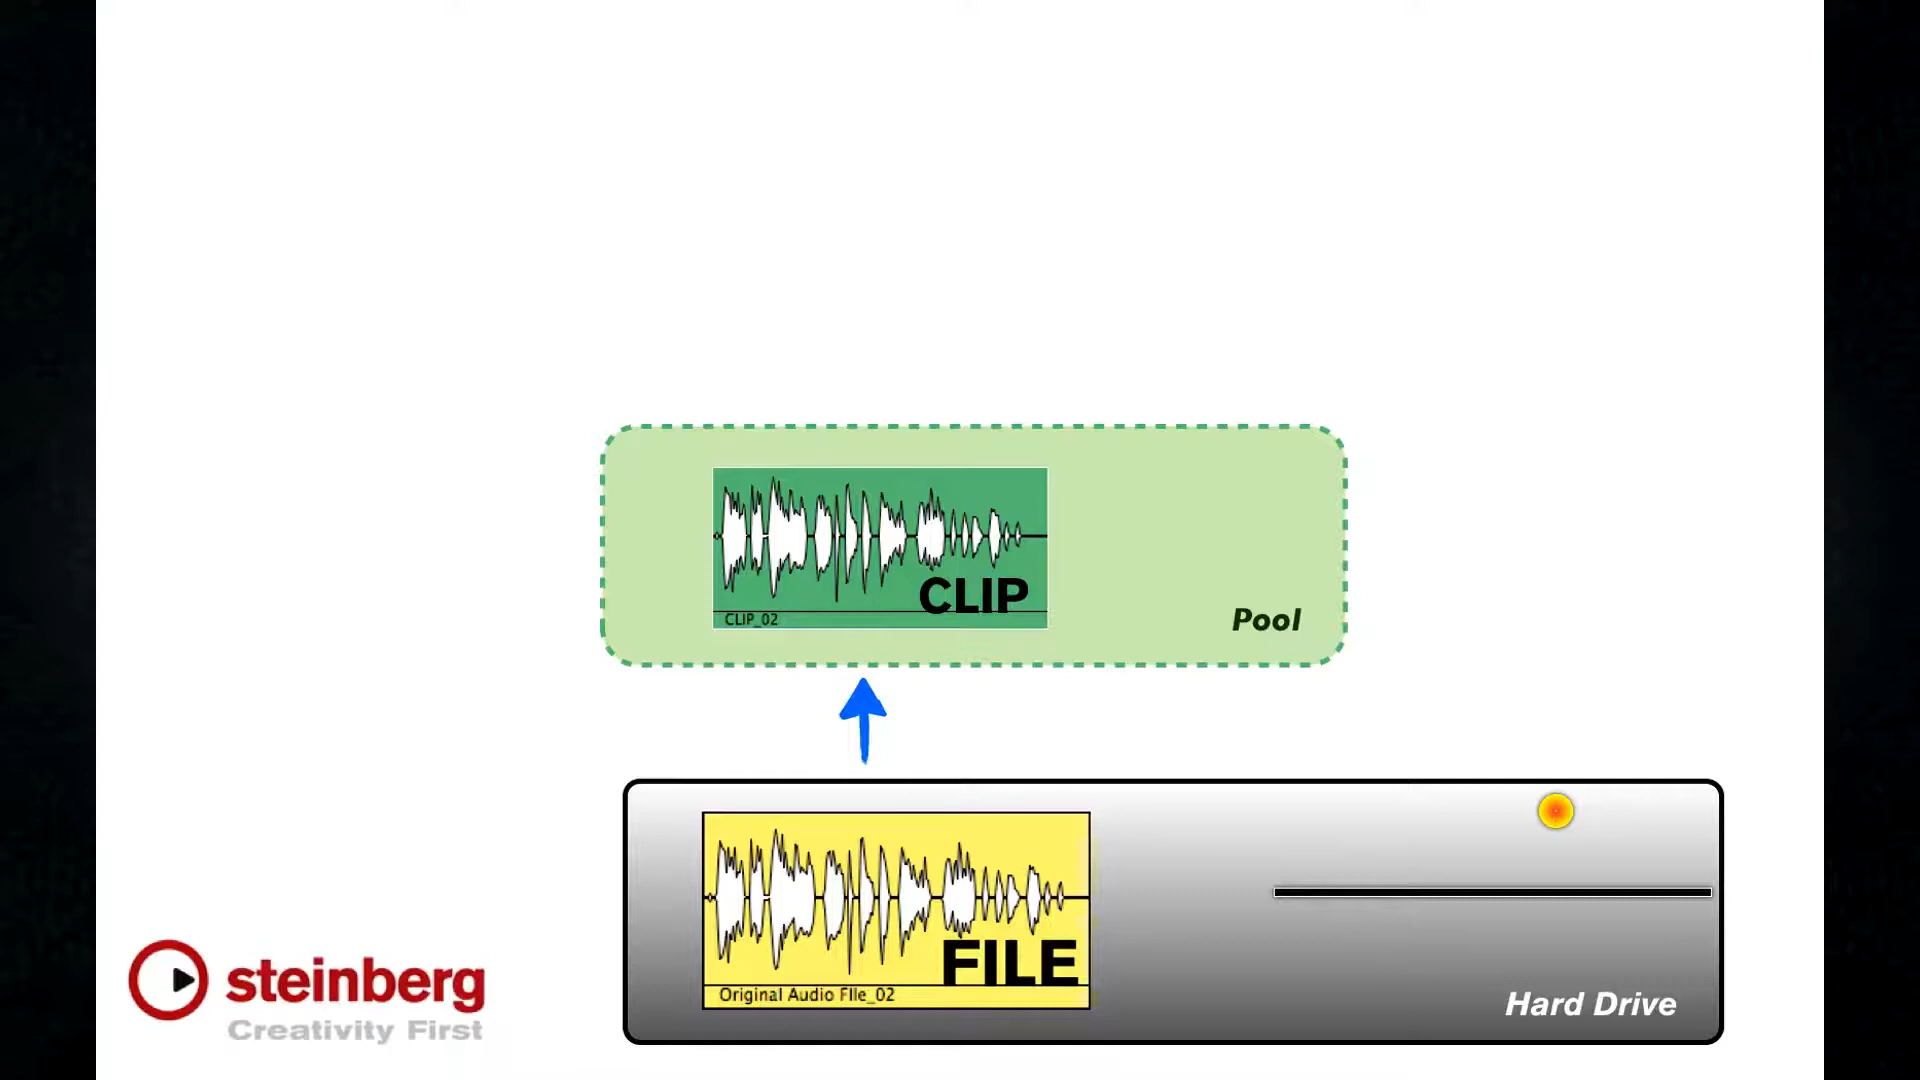 CLIP
CLIP_02
Pool
FILE
Original Audio FIle_02
Hard Drive
steinberg
Creativity First